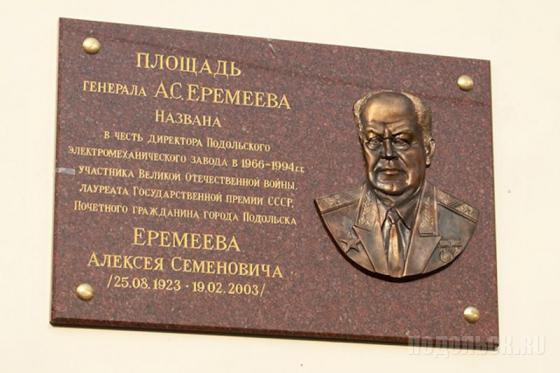 ПЛОЩАДЬ
ГЕНЕРАЛА А.С. ЕРЕМЕЕВА
НАЗВАНА
В ЧЕСТЬ ДИРЕКТОРА ПОДОЛЬСКОГО
ЭЛЕКТРОМЕХАНИЧЕСКОГО ЗАВОДА В 1966-1994 г.г.
УЧАСТНИКА ВЕЛИКОЙ ОТЕЧЕСТВЕННОЙ ВОЙНЫ,
ЛАУРЕАТА ГОСУДАРСТВЕННОЙ ПРЕМИИ СССР,
ПОЧЕТНОГО ГРАЖДАНИНА ГОРОДА ПОДОЛЬСКА
ЕРЕМЕЕВА
АЛЕКСЕЯ СЕМЕНОВИЧА
/25.08.1923 - 19.02.2003/
ПОДОЛЬСК.RU